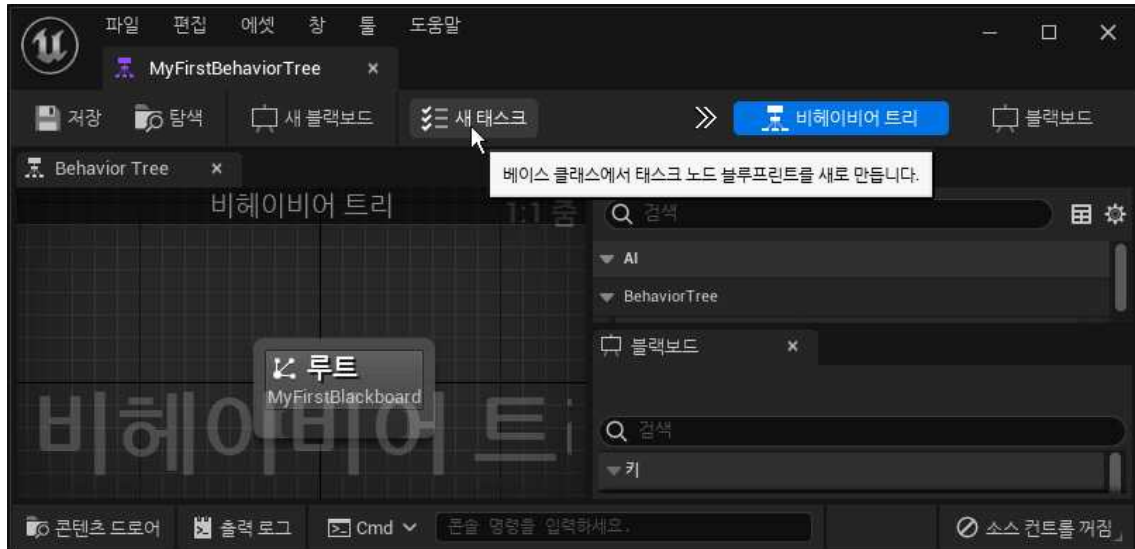 파일 편집 에셋 창 툴 도움말
MyFirstBehaviorTree
저장 탐색 새 블랙보드 새 태스크 비헤이비어 트리 블랙보드
Behavior Tree
베이스 클래스에서 태스크 노드 블루프린트를 새로 만듭니다.
비헤이비어 트리 1:1 줌
검색
AI
BehaviorTree
블랙보드
루트
MyFirstBlackboard
비헤이비어 트리
검색
키
콘텐츠 드로어 출력 로그 Cmd 콘솔 명령을 입력하세요. 소스 컨트롤 꺼짐